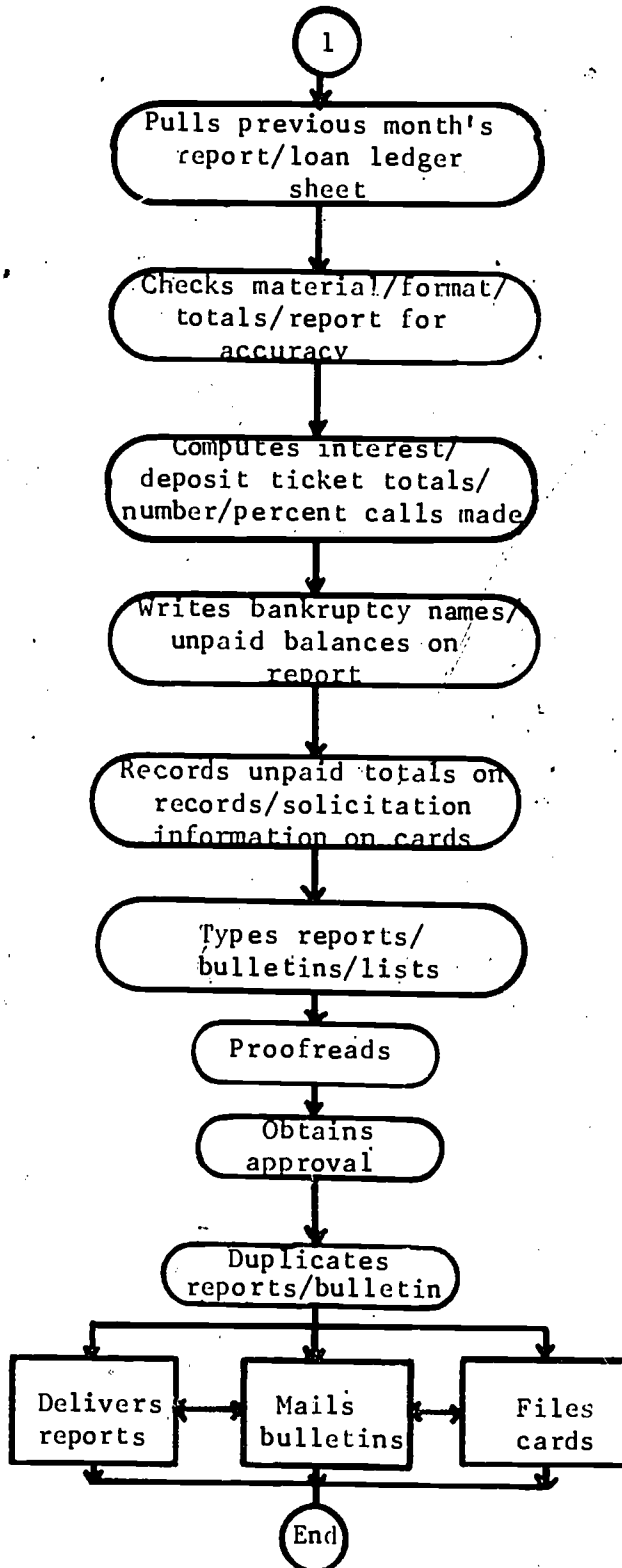 1
Pulls previous month's
report/loan ledger
sheet
Checks material/format/
totals/report for
accuracy
Computes interest/
deposit ticket totals/
number/percent calls made
Writes bankruptcy names/
unpaid balances on
report
Records unpaid totals on
records/solicitation
information on cards
Types reports/
bulletins/lists
Proofreads
Obtains
approval
Duplicates
reports/bulletin
Delivers
reports
Mails
bulletins
Files
cards
End